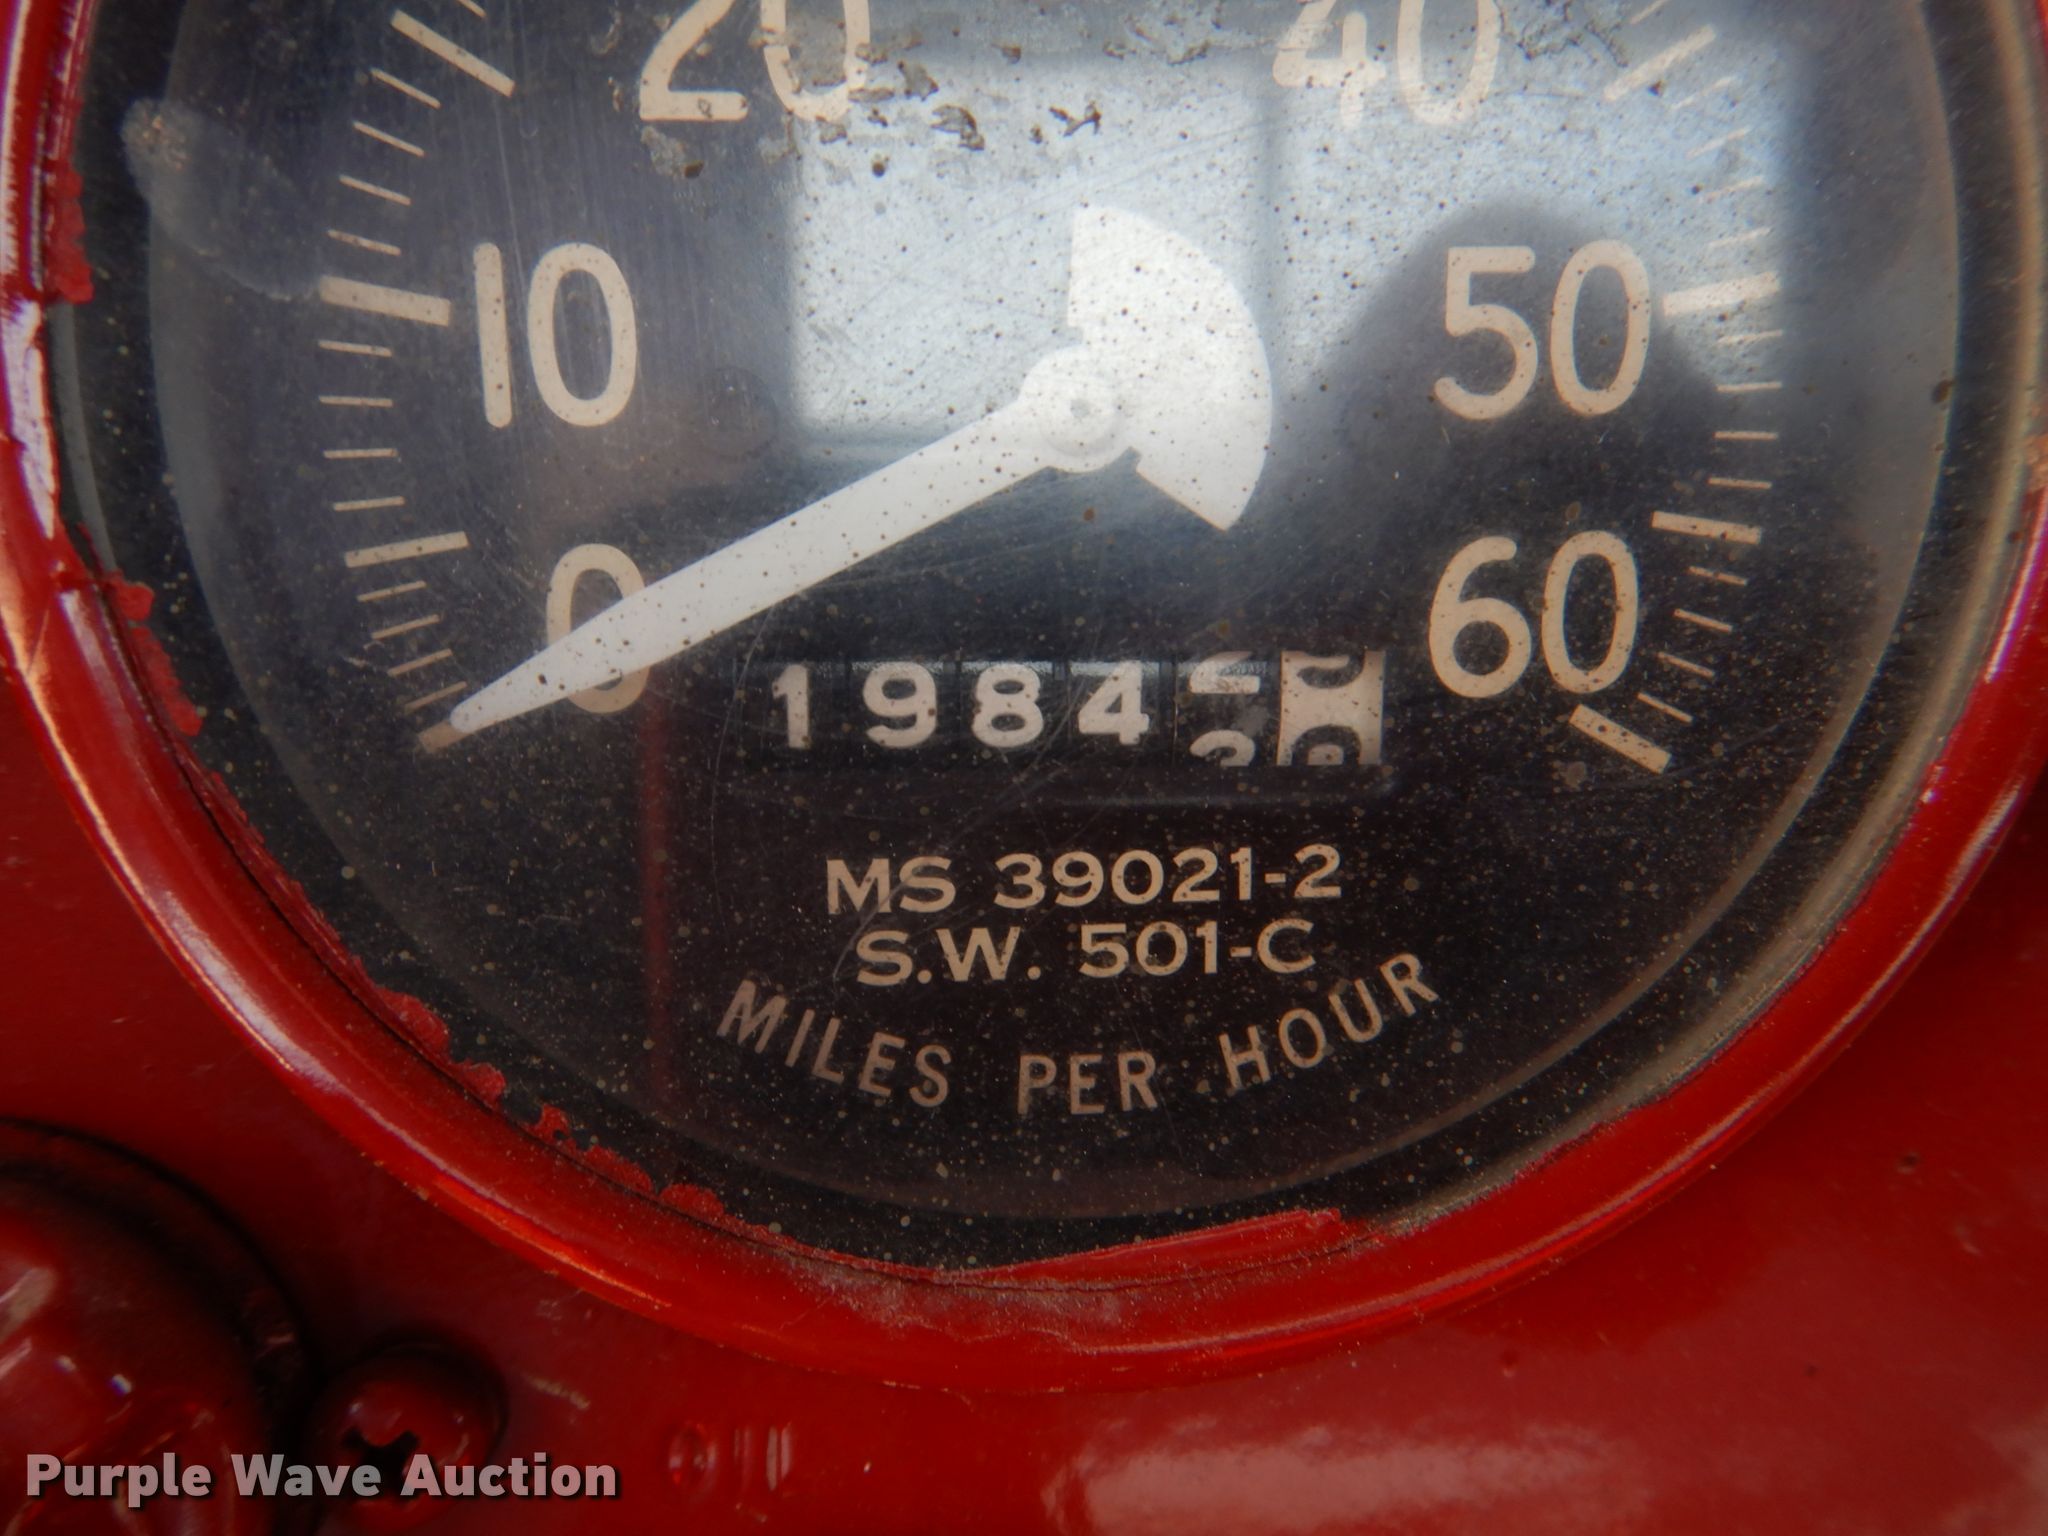 20 40
10 50
0 60
1984
MS 39021-2
S.W. 501-C
MILES PER HOUR
Purple Wave Auction